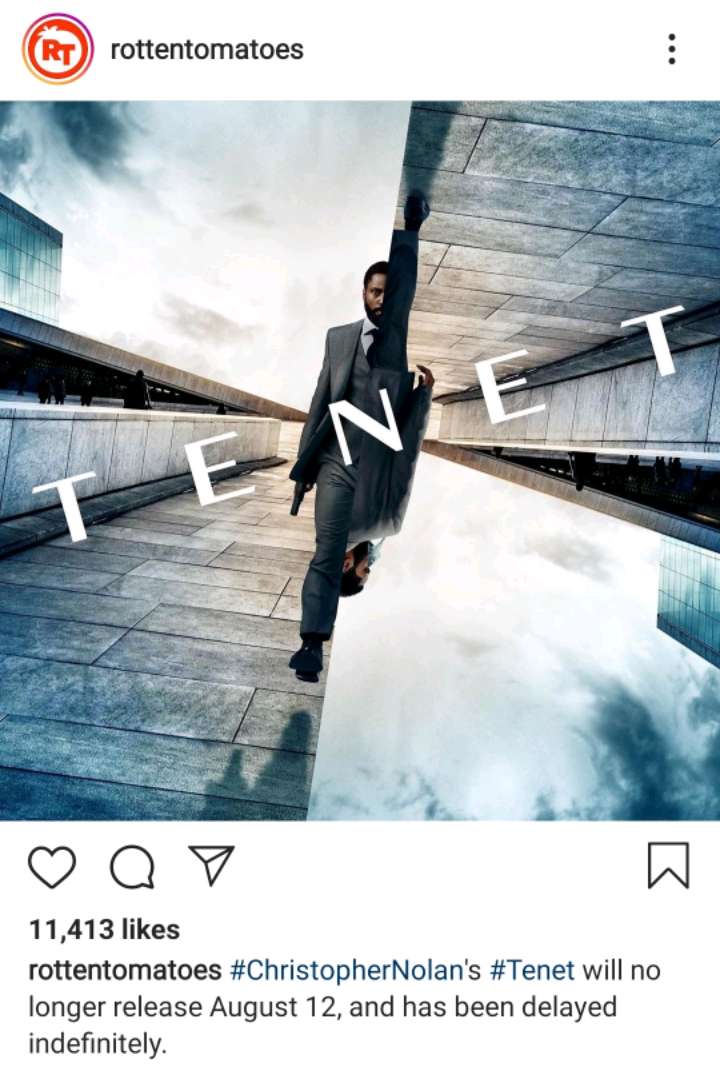 RT
rottentomatoes
TENET
11,413 likes
rottentomatoes #ChristopherNolan's #Tenet will no
longer release August 12, and has been delayed
indefinitely.